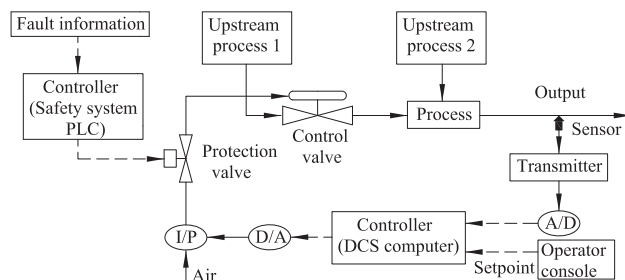 Fault information
Controller
(Safety system
PLC)
Upstream
process 1
Upstream
process 2
Process
Output
Sensor
Control
valve
Protection
valve
Transmitter
I/P
D/A
Controller
(DCS computer)
A/D
Setpoint
Operator
console
Air